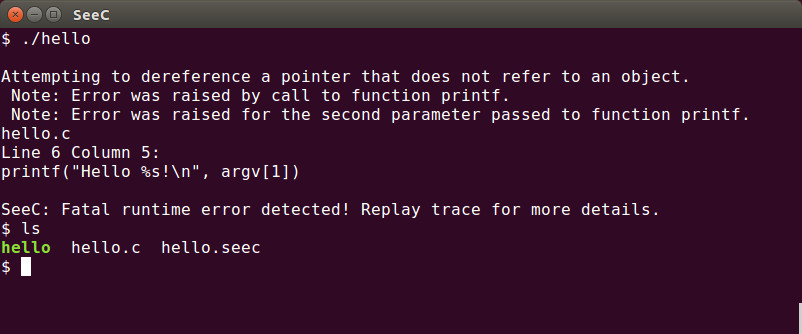 SeeC
$ ./hello
Attempting to dereference a pointer that does not refer to an object.
 Note: Error was raised by call to function printf.
 Note: Error was raised for the second parameter passed to function printf.
hello.c
Line 6 Column 5:
printf("Hello %s!\n", argv[1])
SeeC: Fatal runtime error detected! Replay trace for more details.
$ ls
hello  hello.c  hello.seec
$